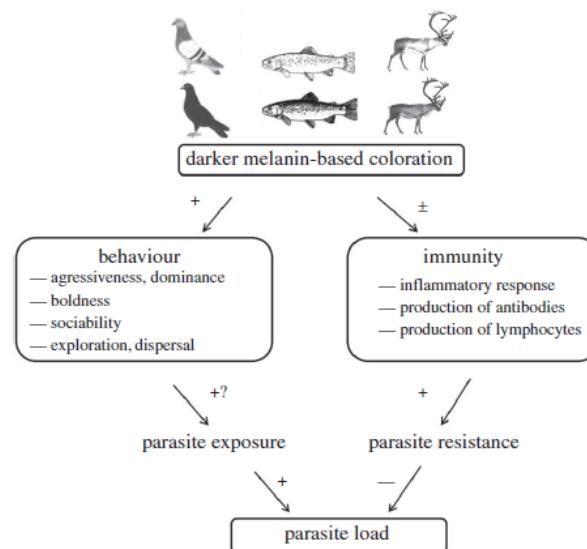 darker melanin-based coloration
+
±
behaviour
— agressiveness, dominance
— boldness
— sociability
— exploration, dispersal
immunity
— inflammatory response
— production of antibodies
— production of lymphocytes
+?
+
parasite exposure
parasite resistance
+
—
parasite load